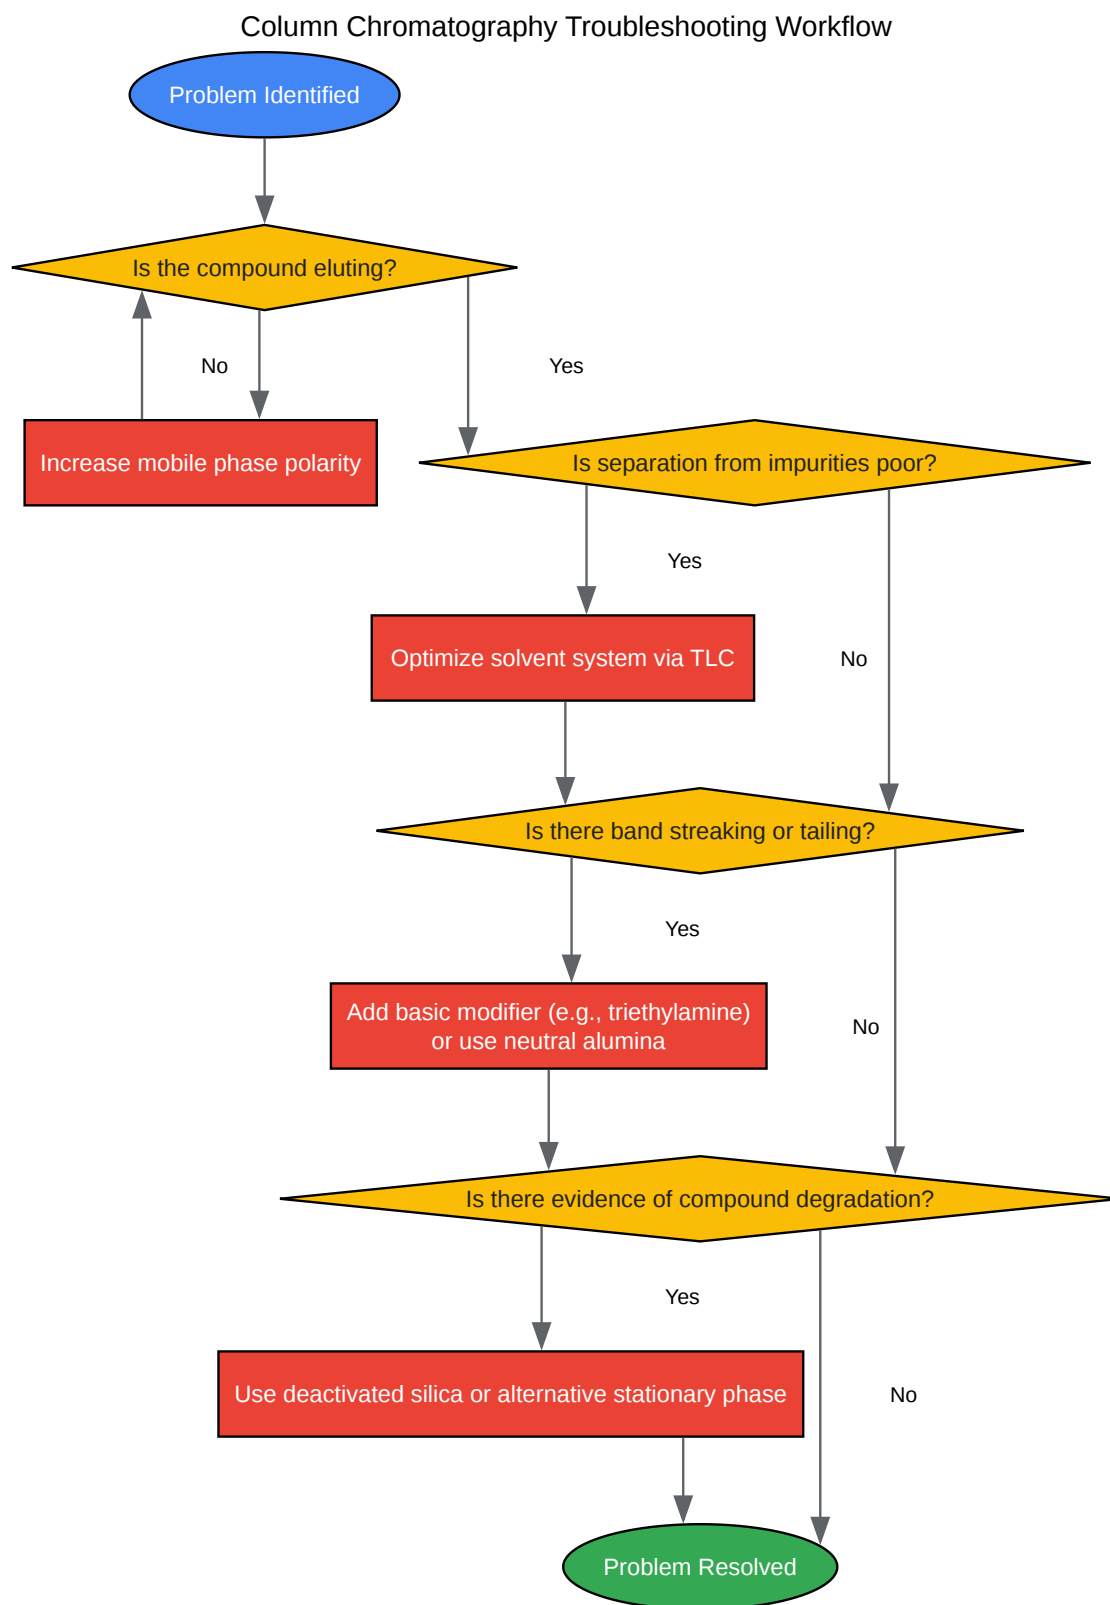 Column Chromatography Troubleshooting Workflow
Problem Identified
Is the compound eluting?
No
Yes
Increase mobile phase polarity
Is separation from impurities poor?
Yes
Optimize solvent system via TLC
No
Is there band streaking or tailing?
Yes
Add basic modifier (e.g., triethylamine)
or use neutral alumina
No
Is there evidence of compound degradation?
Yes
Use deactivated silica or alternative stationary phase
No
Problem Resolved